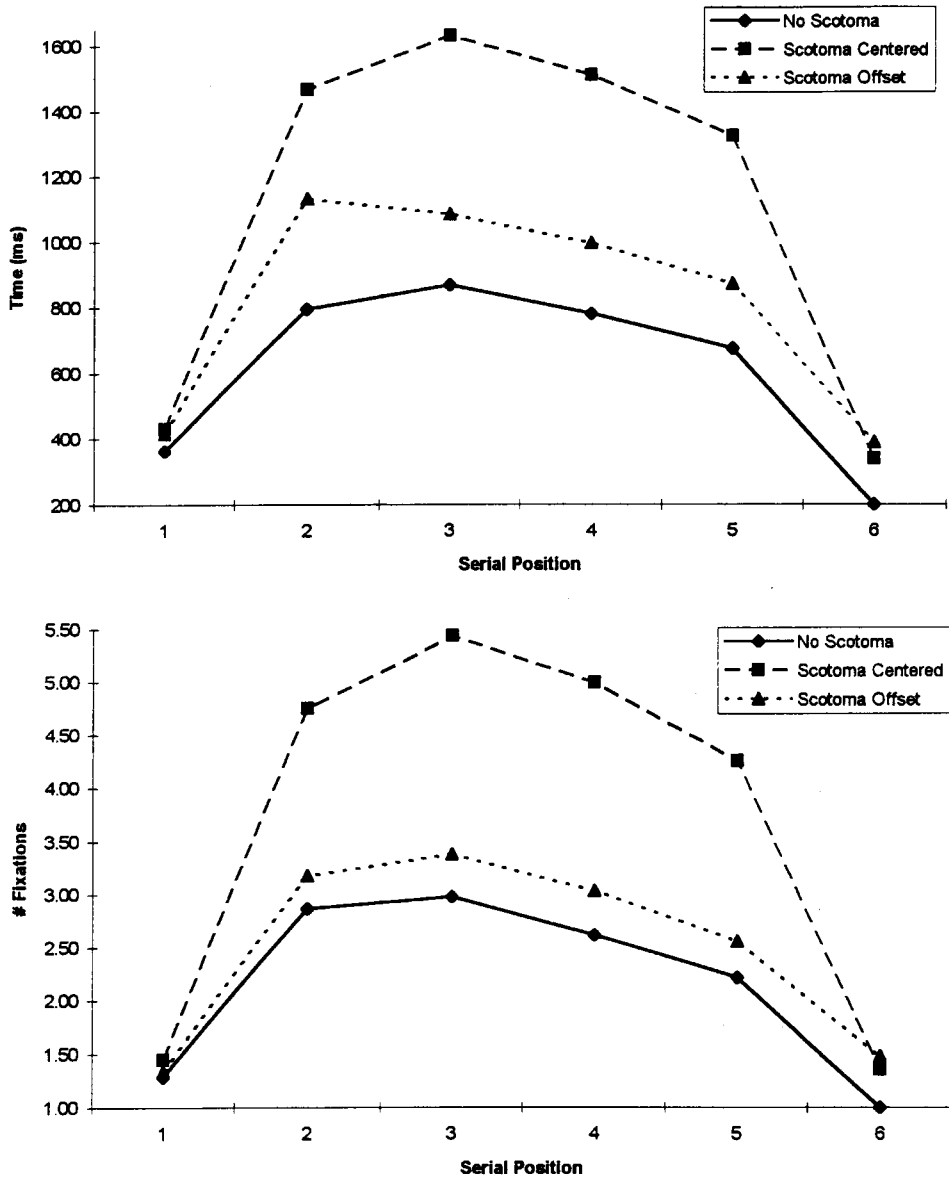 No Scotoma
Scotoma Centered
Scotoma Offset
1600
1400
1200
1000
800
600
400
200
Time (ms)
1 2 3 4 5 6
Serial Position
No Scotoma
Scotoma Centered
Scotoma Offset
5.50
5.00
4.50
4.00
3.50
3.00
2.50
2.00
1.50
1.00
# Fixations
1 2 3 4 5 6
Serial Position